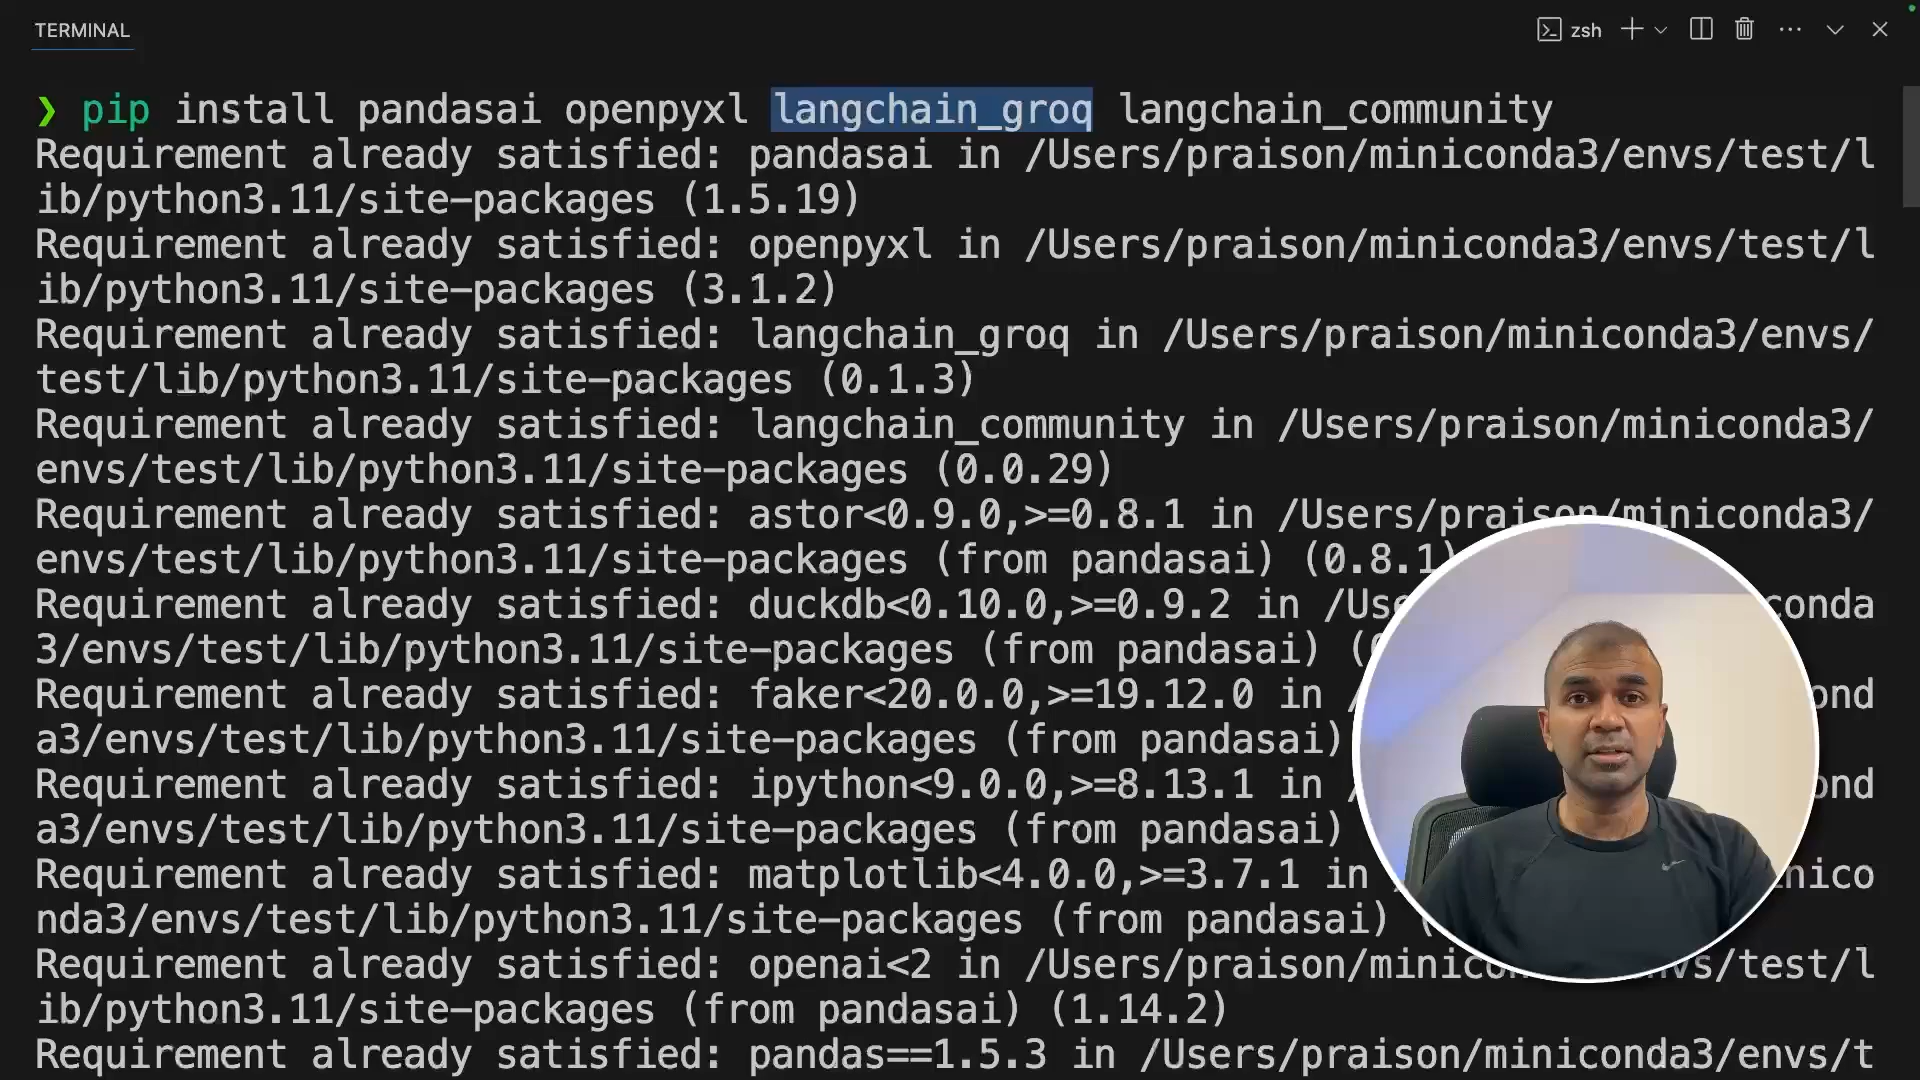 TERMINAL
zsh
❯ pip install pandasai openpyxl langchain_groq langchain_community
Requirement already satisfied: pandasai in /Users/praison/miniconda3/envs/test/l
ib/python3.11/site-packages (1.5.19)
Requirement already satisfied: openpyxl in /Users/praison/miniconda3/envs/test/l
ib/python3.11/site-packages (3.1.2)
Requirement already satisfied: langchain_groq in /Users/praison/miniconda3/envs/
test/lib/python3.11/site-packages (0.1.3)
Requirement already satisfied: langchain_community in /Users/praison/miniconda3/
envs/test/lib/python3.11/site-packages (0.0.29)
Requirement already satisfied: astor<0.9.0,>=0.8.1 in /Users/praison/miniconda3/
envs/test/lib/python3.11/site-packages (from pandasai) (0.8.1)
Requirement already satisfied: duckdb<0.10.0,>=0.9.2 in /Use conda
3/envs/test/lib/python3.11/site-packages (from pandasai) (
Requirement already satisfied: faker<20.0.0,>=19.12.0 in / ond
a3/envs/test/lib/python3.11/site-packages (from pandasai)
Requirement already satisfied: ipython<9.0.0,>=8.13.1 in / ond
a3/envs/test/lib/python3.11/site-packages (from pandasai)
Requirement already satisfied: matplotlib<4.0.0,>=3.7.1 in nico
nda3/envs/test/lib/python3.11/site-packages (from pandasai) (
Requirement already satisfied: openai<2 in /Users/praison/minico nvs/test/l
ib/python3.11/site-packages (from pandasai) (1.14.2)
Requirement already satisfied: pandas==1.5.3 in /Users/praison/miniconda3/envs/t